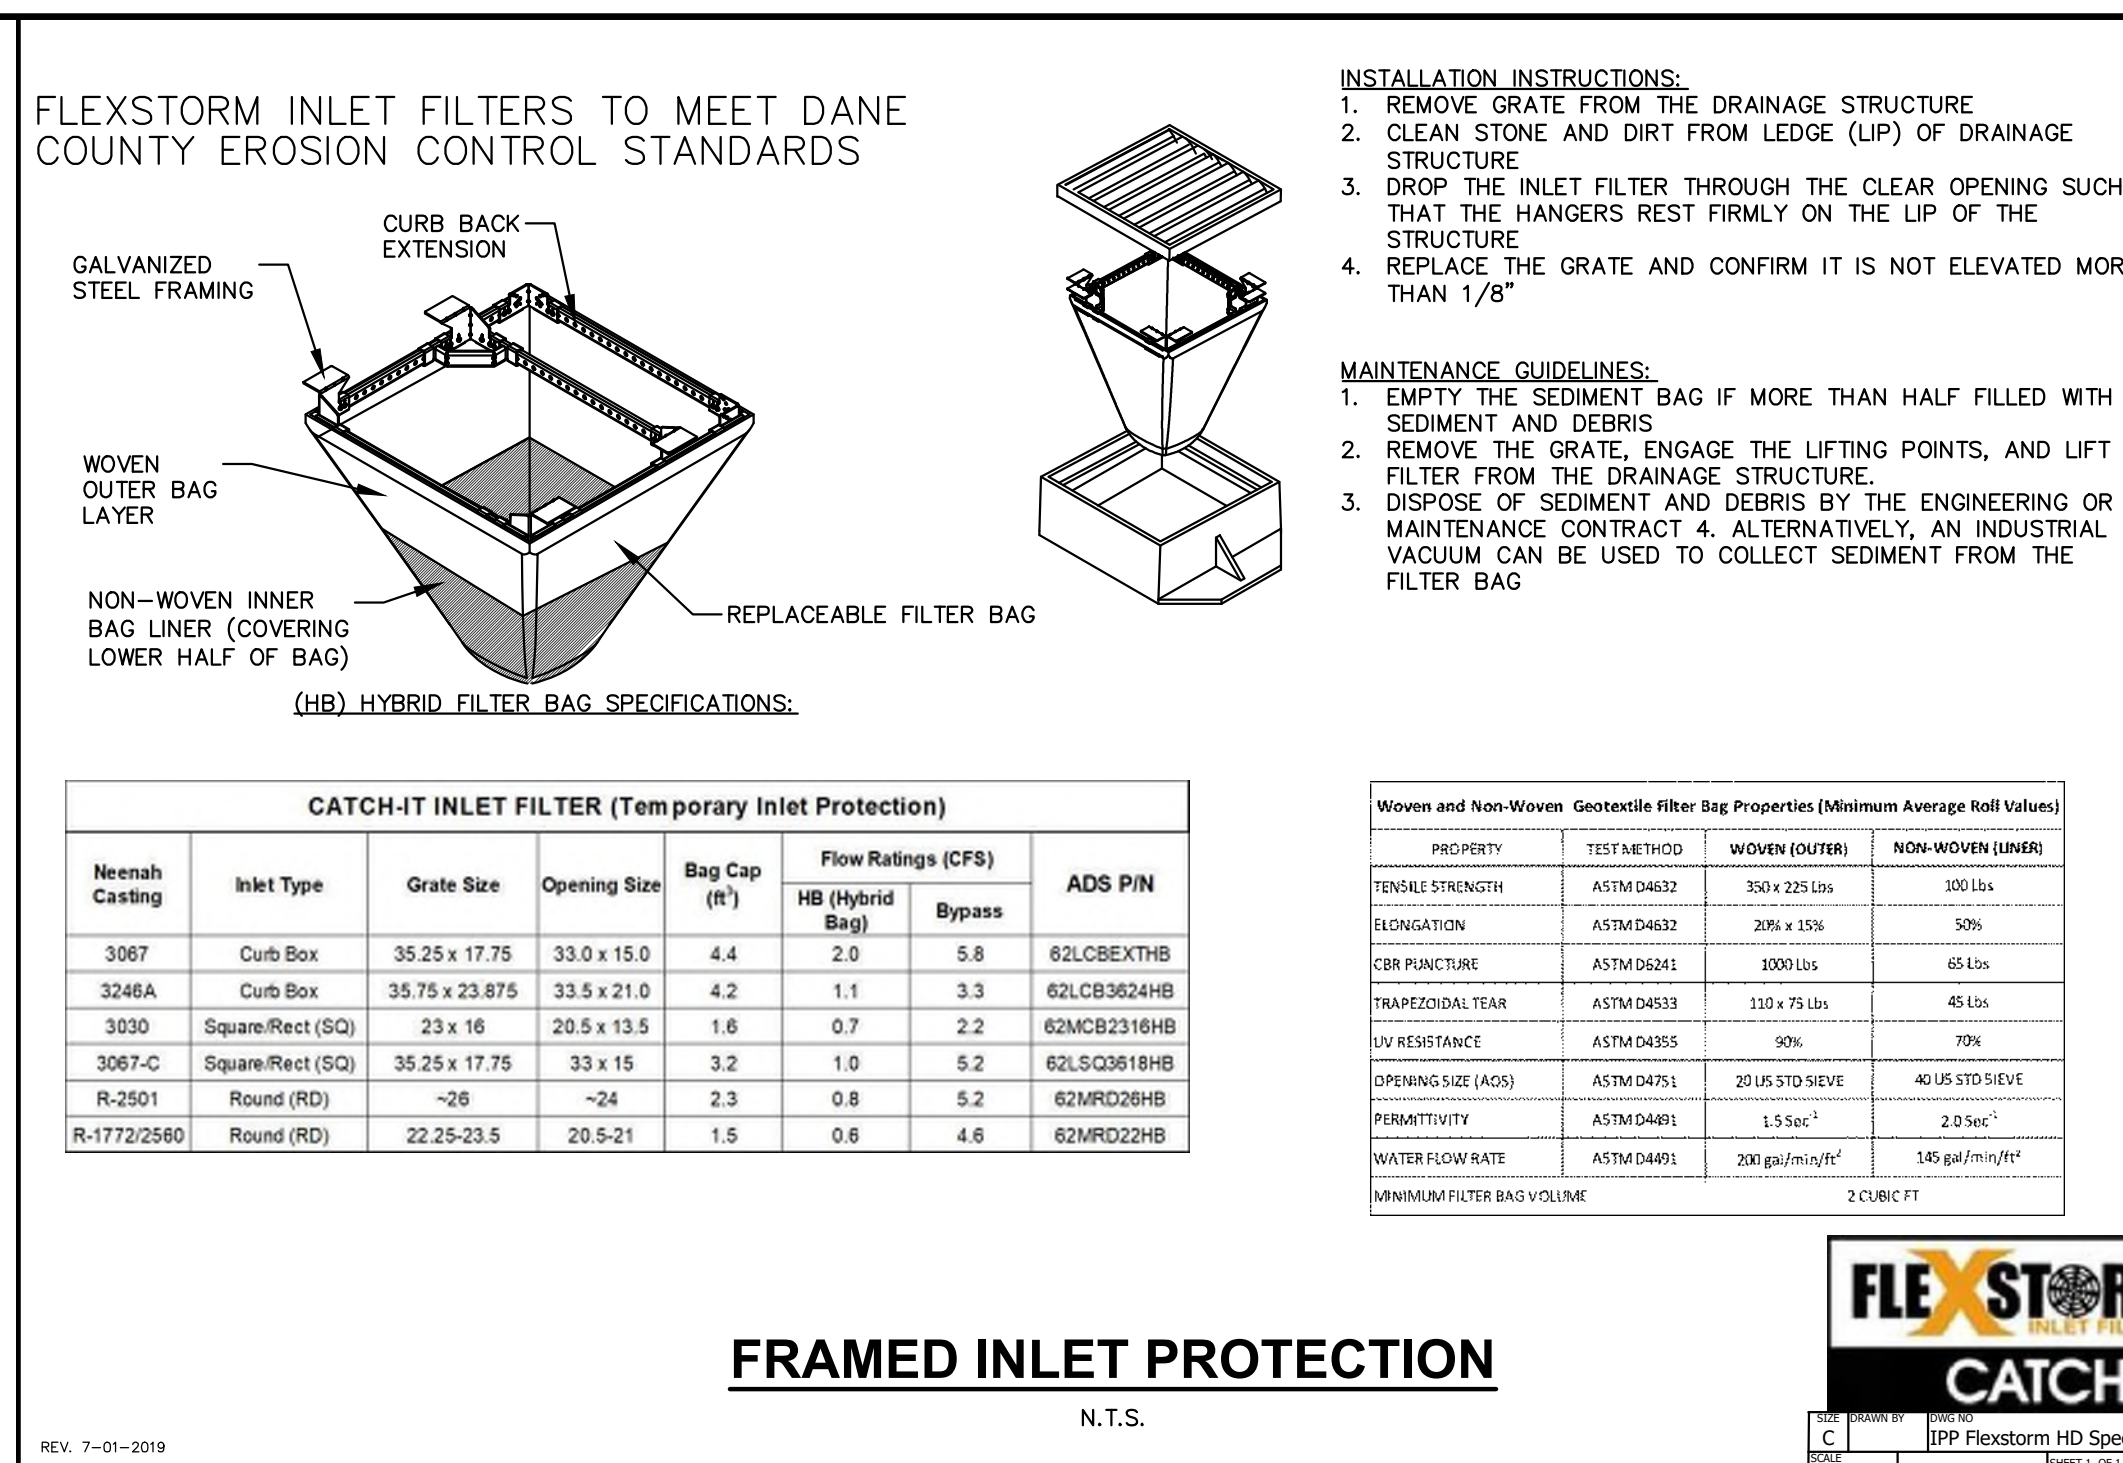 FLEXSTORM INLET FILTERS TO MEET DANE
COUNTY EROSION CONTROL STANDARDS
CURB BACK
EXTENSION
GALVANIZED
STEEL FRAMING
WOVEN
OUTER BAG
LAYER
NON-WOVEN INNER
BAG LINER (COVERING
LOWER HALF OF BAG)
REPLACEABLE FILTER BAG
(HB) HYBRID FILTER BAG SPECIFICATIONS:
INSTALLATION INSTRUCTIONS:
1. REMOVE GRATE FROM THE DRAINAGE STRUCTURE
2. CLEAN STONE AND DIRT FROM LEDGE (LIP) OF DRAINAGE
STRUCTURE
3. DROP THE INLET FILTER THROUGH THE CLEAR OPENING SUCH
THAT THE HANGERS REST FIRMLY ON THE LIP OF THE
STRUCTURE
4. REPLACE THE GRATE AND CONFIRM IT IS NOT ELEVATED MOR
THAN 1/8”
MAINTENANCE GUIDELINES:
1. EMPTY THE SEDIMENT BAG IF MORE THAN HALF FILLED WITH
SEDIMENT AND DEBRIS
2. REMOVE THE GRATE, ENGAGE THE LIFTING POINTS, AND LIFT
FILTER FROM THE DRAINAGE STRUCTURE.
3. DISPOSE OF SEDIMENT AND DEBRIS BY THE ENGINEERING OR
MAINTENANCE CONTRACT 4. ALTERNATIVELY, AN INDUSTRIAL
VACUUM CAN BE USED TO COLLECT SEDIMENT FROM THE
FILTER BAG
CATCH-IT INLET FILTER (Temporary Inlet Protection)
Neenah Casting | Inlet Type | Grate Size | Opening Size | Bag Cap (ft³) | Flow Ratings (CFS) | ADS P/N
HB (Hybrid Bag) | Bypass
3067 | Curb Box | 35.25 x 17.75 | 33.0 x 15.0 | 4.4 | 2.0 | 5.8 | 62LCBEXTHB
3246A | Curb Box | 35.75 x 23.875 | 33.5 x 21.0 | 4.2 | 1.1 | 3.3 | 62LCB3624HB
3030 | Square/Rect (SQ) | 23 x 16 | 20.5 x 13.5 | 1.6 | 0.7 | 2.2 | 62MCB2316HB
3067-C | Square/Rect (SQ) | 35.25 x 17.75 | 33 x 15 | 3.2 | 1.0 | 5.2 | 62LSQ3618HB
R-2501 | Round (RD) | ~26 | ~24 | 2.3 | 0.8 | 5.2 | 62MRD26HB
R-1772/2560 | Round (RD) | 22.25-23.5 | 20.5-21 | 1.5 | 0.6 | 4.6 | 62MRD22HB
Woven and Non-Woven Geotextile Filter Bag Properties (Minimum Average Roll Values)
PROPERTY | TEST METHOD | WOVEN (OUTER) | NON-WOVEN (LINER)
TENSILE STRENGTH | ASTM D4632 | 350 x 225 Lbs | 100 Lbs
ELONGATION | ASTM D4632 | 20% x 15% | 50%
CBR PUNCTURE | ASTM D6241 | 1000 Lbs | 65 Lbs
TRAPEZOIDAL TEAR | ASTM D4533 | 110 x 75 Lbs | 45 Lbs
UV RESISTANCE | ASTM D4355 | 90% | 70%
OPENING SIZE (AOS) | ASTM D4751 | 20 US STD SIEVE | 40 US STD SIEVE
PERMITTIVITY | ASTM D4491 | 1.5 Sec⁻¹ | 2.0 Sec⁻¹
WATER FLOW RATE | ASTM D4491 | 200 gal/min/ft² | 145 gal/min/ft²
MINIMUM FILTER BAG VOLUME | 2 CUBIC FT
FLEXSTOR
INLET FIL
CATCH
FRAMED INLET PROTECTION
N.T.S.
REV. 7-01-2019
SIZE | DRAWN BY | DWG NO
C | IPP Flexstorm HD Spe
SCALE | SHEET 1 OF 1